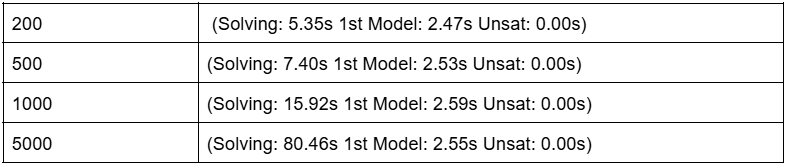 200 (Solving: 5.35s 1st Model: 2.47s Unsat: 0.00s)
500 (Solving: 7.40s 1st Model: 2.53s Unsat: 0.00s)
1000 (Solving: 15.92s 1st Model: 2.59s Unsat: 0.00s)
5000 (Solving: 80.46s 1st Model: 2.55s Unsat: 0.00s)